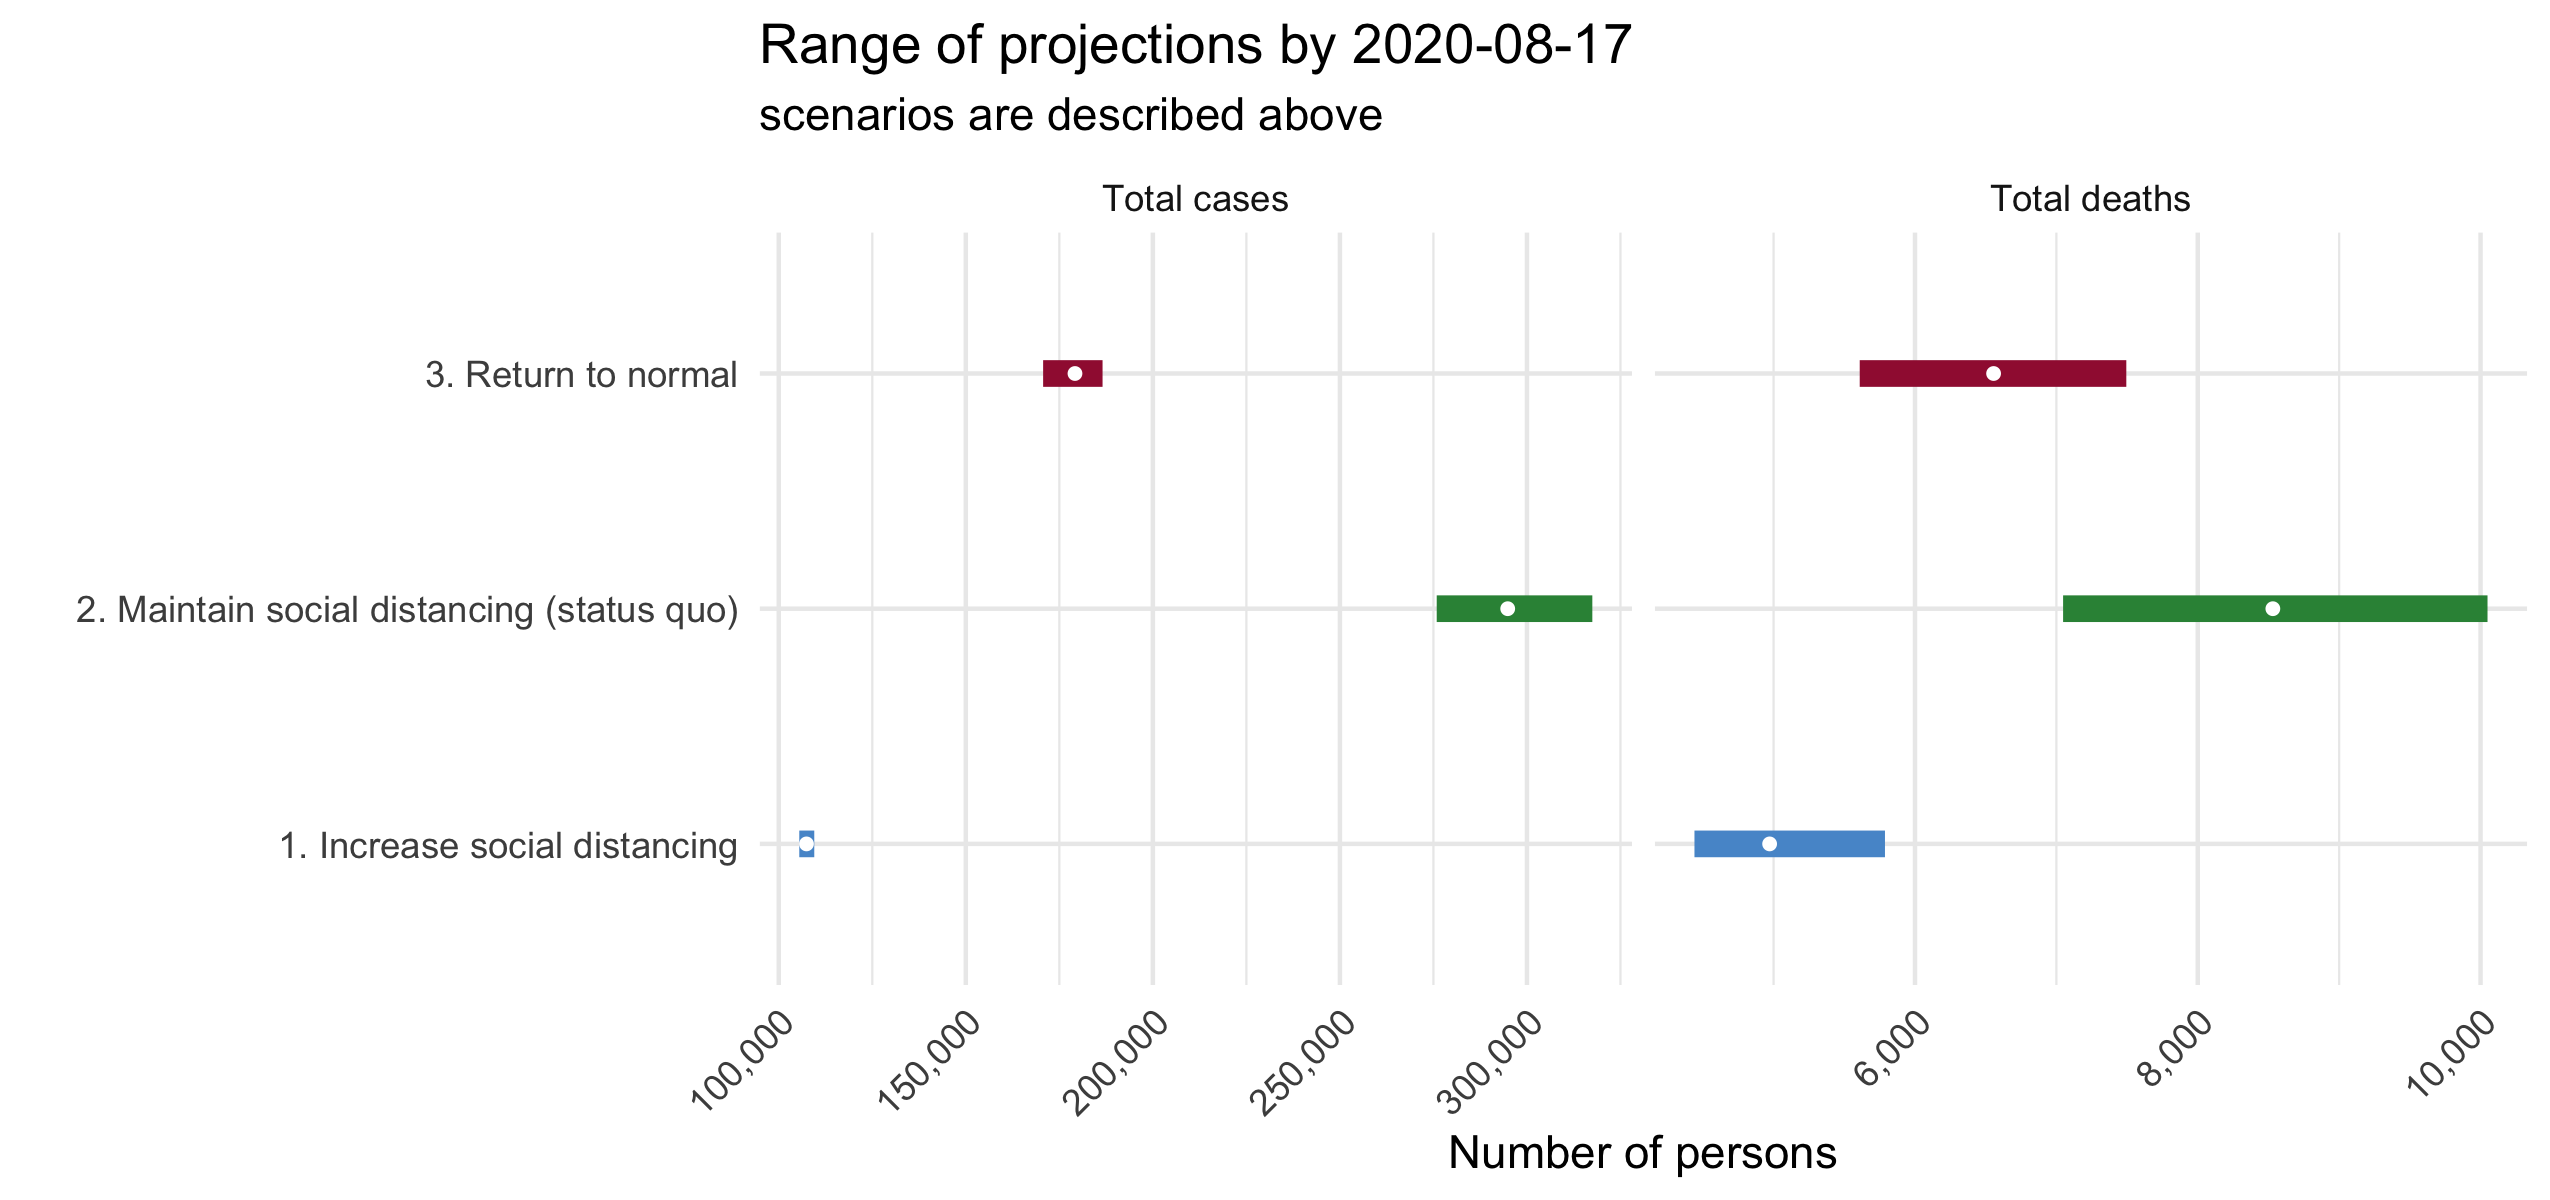 Range of projections by 2020-08-17
scenarios are described above
Total cases
Total deaths
3. Return to normal
2. Maintain social distancing (status quo)
1. Increase social distancing
100,000
150,000
200,000
250,000
300,000
6,000
8,000
10,000
Number of persons